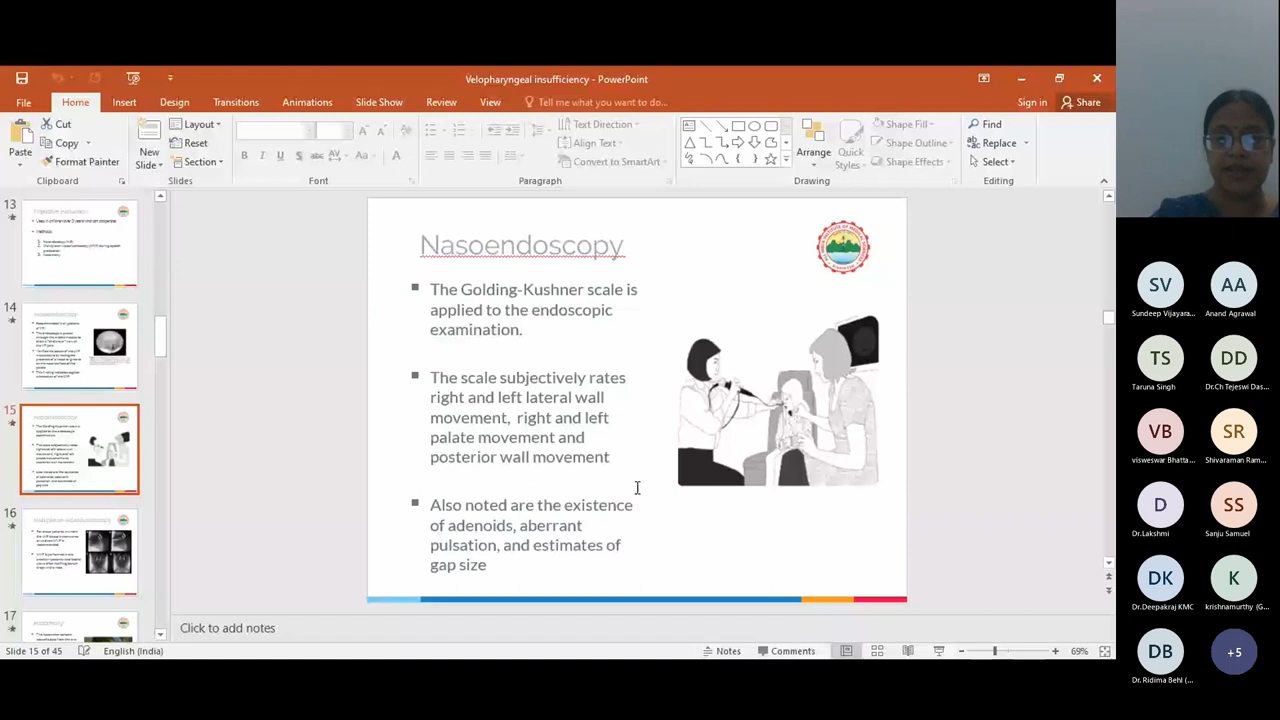 Velopharyngeal insufficiency - PowerPoint
File
Home
Insert
Design
Transitions
Animations
Slide Show
Review
View
Tell me what you want to do...
Sign in
Share
Paste
Cut
Copy
Format Painter
Clipboard
New
Slide
Layout
Reset
Section
Slides
Font
Text Direction
Align Text
Convert to SmartArt
Paragraph
Arrange
Quick
Styles
Shape Fill
Shape Outline
Shape Effects
Drawing
Find
Replace
Select
Editing
13
14
15
16
17
Nasoendoscopy
The Golding-Kushner scale is
applied to the endoscopic
examination.
The scale subjectively rates
right and left lateral wall
movement, right and left
palate movement and
posterior wall movement
Also noted are the existence
of adenoids, aberrant
pulsation, and estimates of
gap size
Click to add notes
Slide 15 of 45
English (India)
Notes
Comments
69%
SV
Sundeep Vijayara...
AA
Anand Agrawal
TS
Taruna Singh
DD
Dr.Ch Tejeswi Das...
VB
visweswar Bhatta...
SR
Shivaraman Ram...
D
Dr.Lakshmi
SS
Sanju Samuel
DK
Dr.Deepakraj KMC
K
krishnamurthy (G...
DB
Dr. Ridima Behl (...
+5